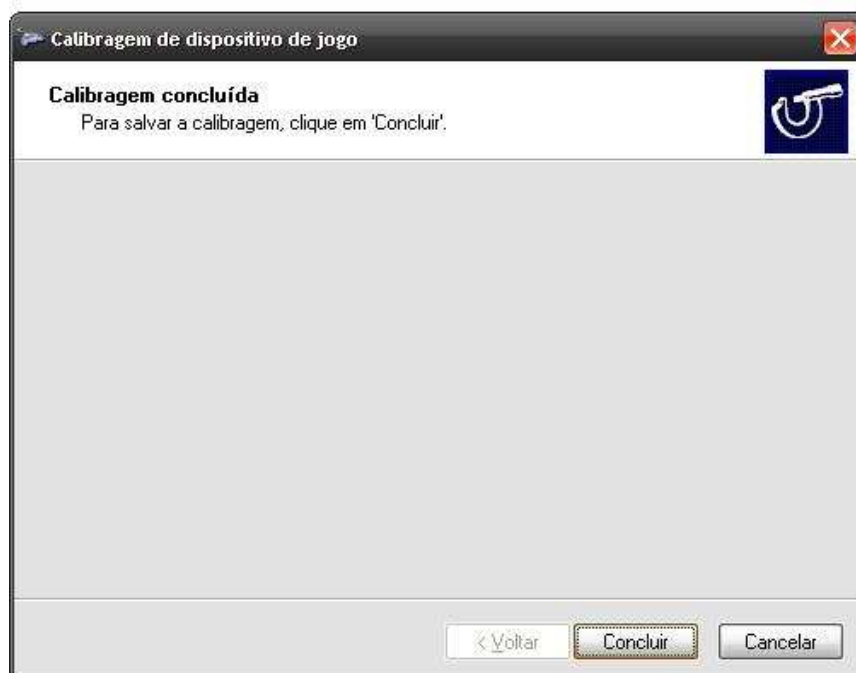 Calibragem de dispositivo de jogo
Calibragem concluída
Para salvar a calibragem, clique em 'Concluir'.
< Voltar
Concluir
Cancelar